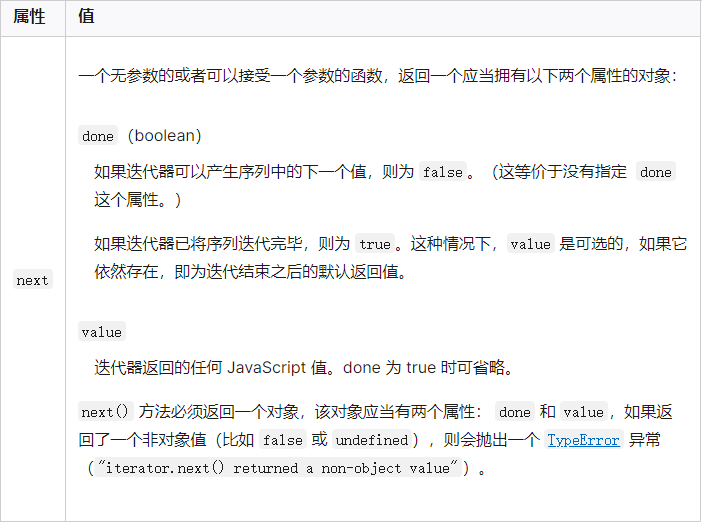 属性 值
一个无参数的或者可以接受一个参数的函数，返回一个应当拥有以下两个属性的对象：
done（boolean）
如果迭代器可以产生序列中的下一个值，则为 false。（这等价于没有指定 done
这个属性。）
如果迭代器已将序列迭代完毕，则为 true。这种情况下，value 是可选的，如果它
依然存在，即为迭代结束之后的默认返回值。
next
value
迭代器返回的任何 JavaScript 值。done 为 true 时可省略。
next() 方法必须返回一个对象，该对象应当有两个属性： done 和 value，如果返
回了一个非对象值（比如 false 或 undefined），则会抛出一个 TypeError 异常
（"iterator.next() returned a non-object value"）。